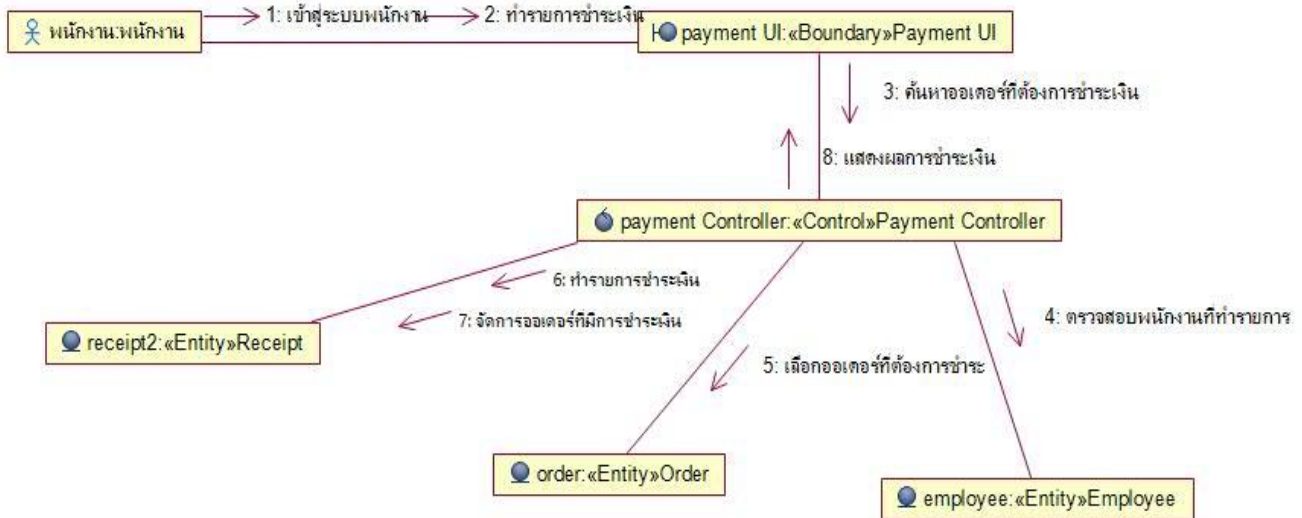 1: เข้าสู่ระบบพนักงาน
2: ทำรายการชำระเงิน
พนักงาน:พนักงาน
payment UI:«Boundary»Payment UI
3: ค้นหาออเดอร์ที่ต้องการชำระเงิน
8: แสดงผลการชำระเงิน
payment Controller:«Control»Payment Controller
6: ทำรายการชำระเงิน
7: จัดการออเดอร์ที่มีการชำระเงิน
4: ตรวจสอบพนักงานที่ทำรายการ
receipt2:«Entity»Receipt
5: เลือกออเดอร์ที่ต้องการชำระ
order:«Entity»Order
employee:«Entity»Employee